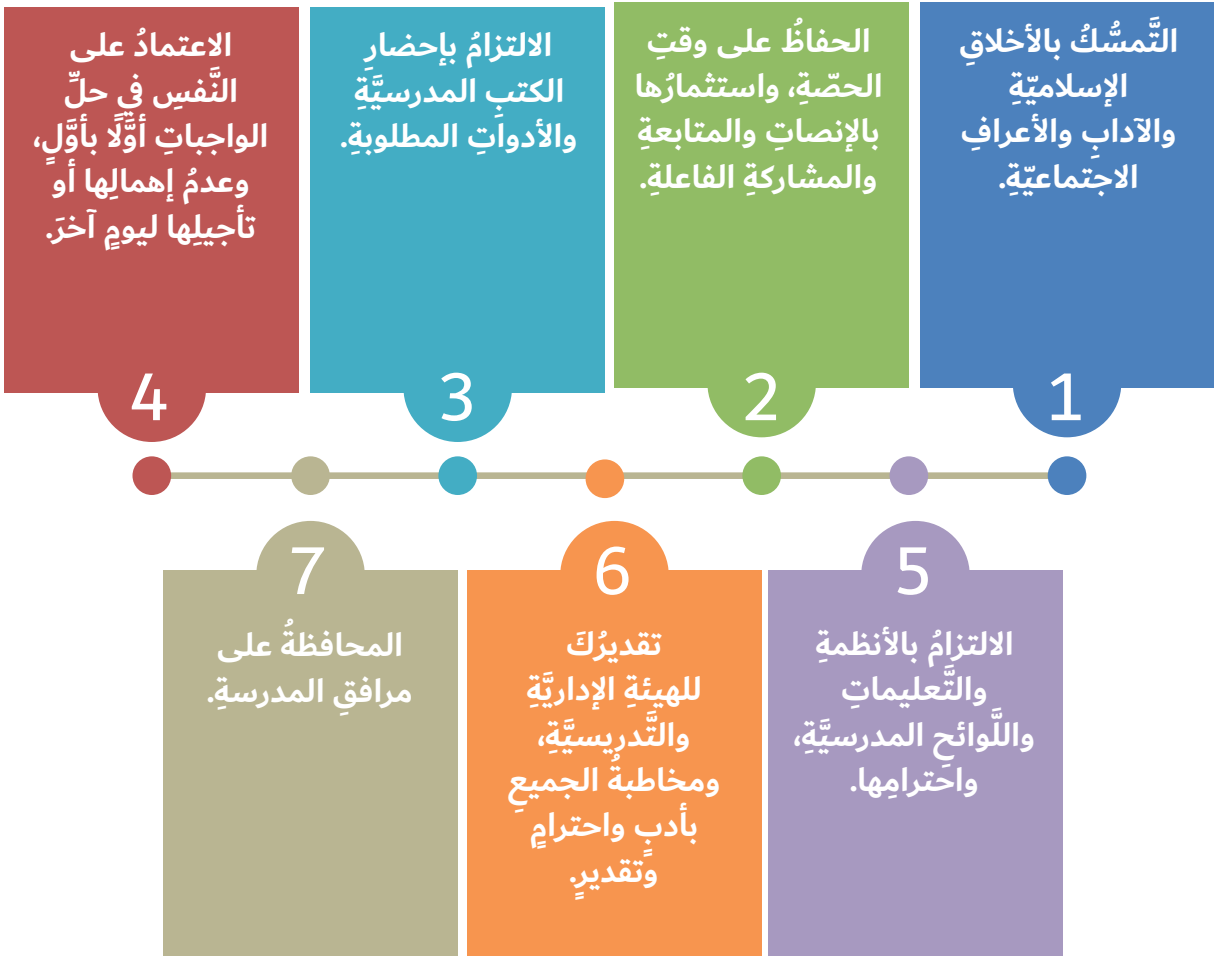 التَّمسُّكُ بالأخلاقِ
الإسلاميّةِ
والآدابِ والأعرافِ
الاجتماعيّةِ.
1
الحفاظُ على وقتِ
الحصّةِ، واستثمارُها
بالإنصاتِ والمتابعةِ
والمشاركةِ الفاعلةِ.
2
الالتزامُ بإحضارِ
الكتبِ المدرسيَّةِ
والأدواتِ المطلوبةِ.
3
الاعتمادُ على
النَّفسِ في حلِّ
الواجباتِ أوَّلًا بأوَّلٍ،
وعدمُ إهمالِها أو
تأجيلِها ليومٍ آخرَ.
4
5
الالتزامُ بالأنظمةِ
والتَّعليماتِ
واللَّوائحِ المدرسيَّةِ،
واحترامِها.
6
تقديرُكَ
للهيئةِ الإداريَّةِ
والتَّدريسيَّةِ،
ومخاطبةُ الجميعِ
بأدبٍ واحترامٍ
وتقديرٍ.
7
المحافظةُ على
مرافقِ المدرسةِ.